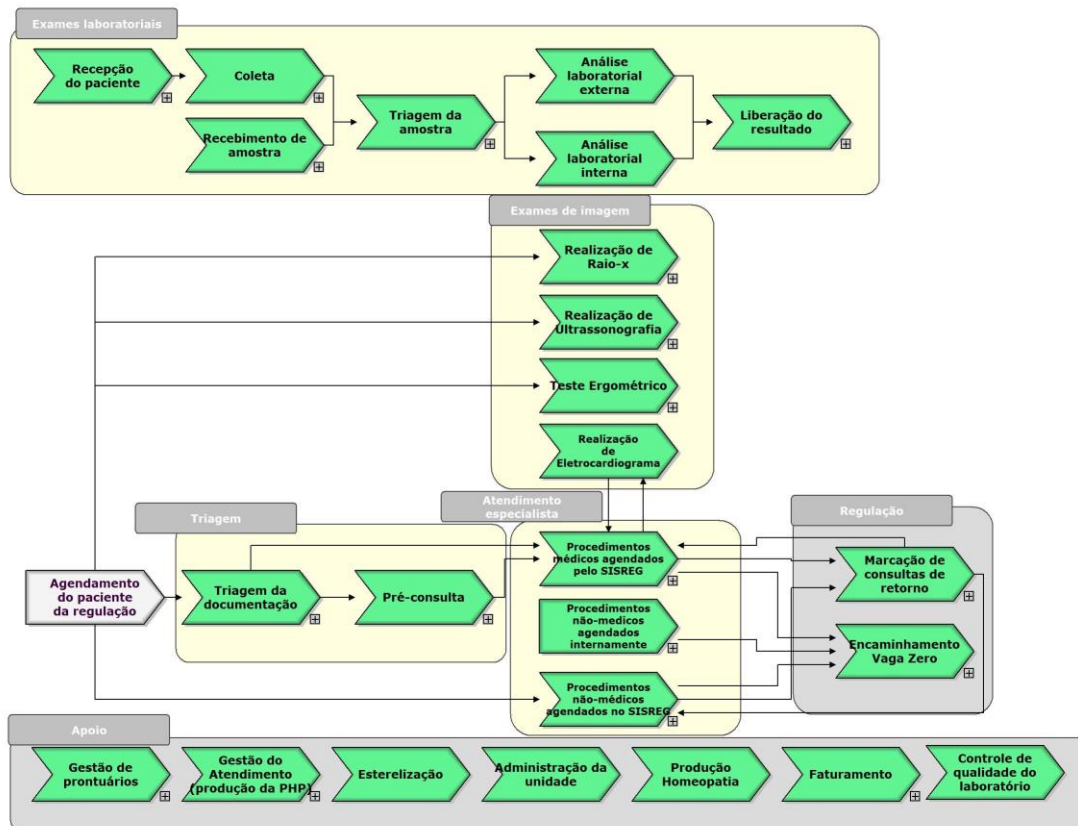 Exames laboratoriais
Recepção
do paciente
Coleta
Recebimento de
amostra
Triagem da
amostra
Análise
laboratorial
externa
Análise
laboratorial
interna
Liberação do
resultado
Exames de imagem
Realização de
Raio-x
Realização de
Ultrassonografia
Teste Ergométrico
Realização
de
Eletrocardiograma
Triagem
Atendimento
especialista
Regulação
Agendamento
do paciente
da regulação
Triagem da
documentação
Pré-consulta
Procedimentos
médicos agendados
pelo SISREG
Procedimentos
não-medicos
agendados
internamente
Procedimentos
não-médicos
agendados no SISREG
Marcação de
consultas de
retorno
Encaminhamento
Vaga Zero
Apoio
Gestão de
prontuários
Gestão do
Atendimento
(produção da PHP)
Esterelização
Administração da
unidade
Produção
Homeopatia
Faturamento
Controle de
qualidade do
laboratório